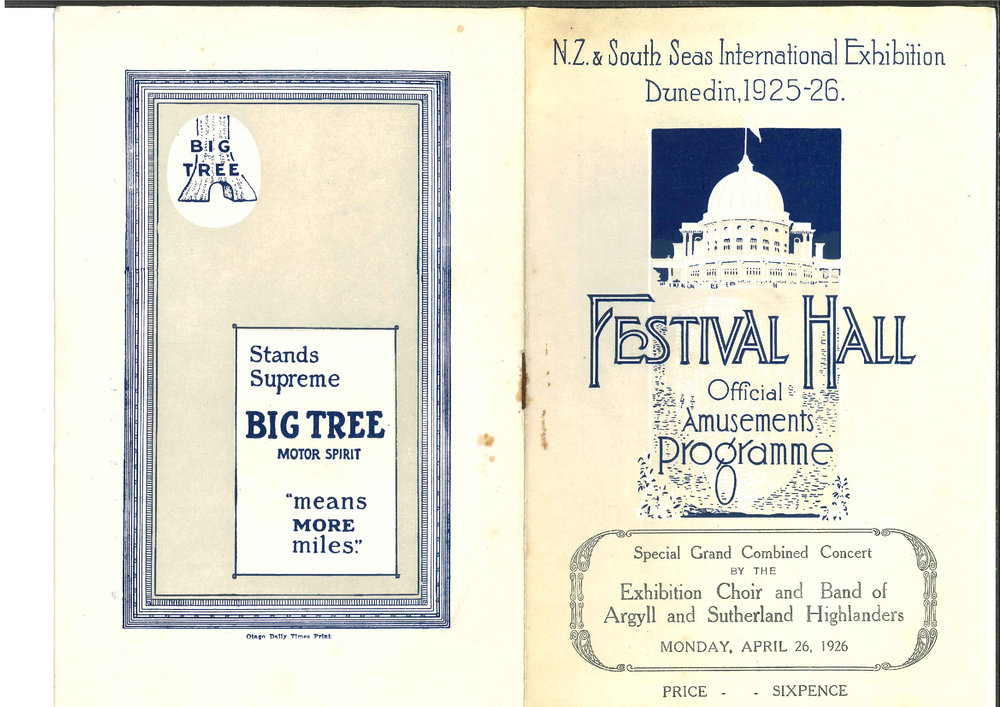 BIG
TREE
Stands
Supreme
BIG TREE
MOTOR SPIRIT
"means
MORE
miles."
Otago Daily Times Print
N.Z. & South Seas International Exhibition
Dunedin, 1925-26.
FESTIVAL HALL
Official
Amusements
Programme
Special Grand Combined Concert
BY THE
Exhibition Choir and Band of
Argyll and Sutherland Highlanders
MONDAY, APRIL 26, 1926
PRICE - - SIXPENCE